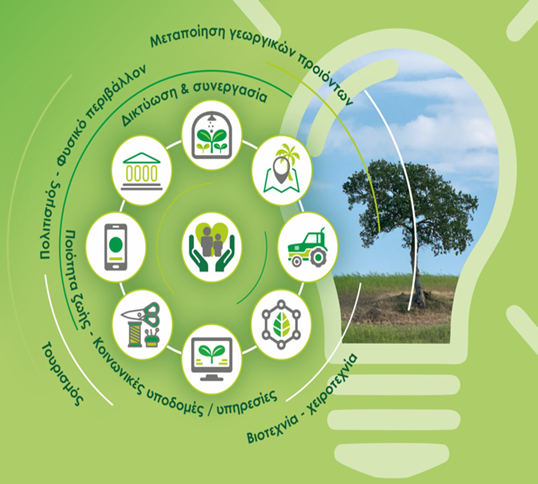 Μεταποίηση γεωργικών προϊόντων
Δικτύωση & συνεργασία
Πολιτισμός - Φυσικό περιβάλλον
Ποιότητα ζωής - Κοινωνικές υποδομές / υπηρεσίες
Τουρισμός
Βιοτεχνία - χειροτεχνία